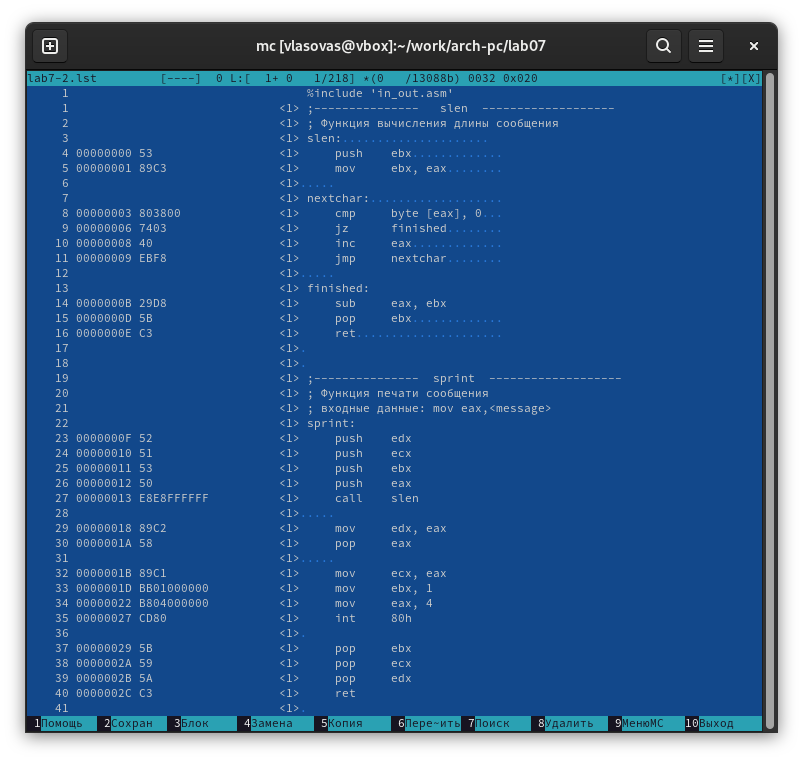 mc [vlasovas@vbox]:~/work/arch-pc/lab07
lab7-2.lst [----] 0 L:[ 1+ 0 1/218] *(0 /13088b) 0032 0x020 [*][X]
1 %include 'in_out.asm'
1 <1> ;--------------- slen -------------------
2 <1> ; Функция вычисления длины сообщения
3 <1> slen:.....................
4 00000000 53 <1> push ebx.............
5 00000001 89C3 <1> mov ebx, eax........
6 <1>.....
7 <1> nextchar:...................
8 00000003 803800 <1> cmp byte [eax], 0...
9 00000006 7403 <1> jz finished........
10 00000008 40 <1> inc eax.............
11 00000009 EBF8 <1> jmp nextchar........
12 <1>.....
13 <1> finished:
14 0000000B 29D8 <1> sub eax, ebx
15 0000000D 5B <1> pop ebx.............
16 0000000E C3 <1> ret.....................
17 <1>.
18 <1>.
19 <1> ;--------------- sprint -------------------
20 <1> ; Функция печати сообщения
21 <1> ; входные данные: mov eax,<message>
22 <1> sprint:
23 0000000F 52 <1> push edx
24 00000010 51 <1> push ecx
25 00000011 53 <1> push ebx
26 00000012 50 <1> push eax
27 00000013 E8E8FFFFFF <1> call slen
28 <1>.....
29 00000018 89C2 <1> mov edx, eax
30 0000001A 58 <1> pop eax
31 <1>.....
32 0000001B 89C1 <1> mov ecx, eax
33 0000001D BB01000000 <1> mov ebx, 1
34 00000022 B804000000 <1> mov eax, 4
35 00000027 CD80 <1> int 80h
36 <1>.
37 00000029 5B <1> pop ebx
38 0000002A 59 <1> pop ecx
39 0000002B 5A <1> pop edx
40 0000002C C3 <1> ret
41 <1>.
1Помощь 2Сохран 3Блок 4Замена 5Копия 6Пере~ить 7Поиск 8Удалить 9МенюМС 10Выход